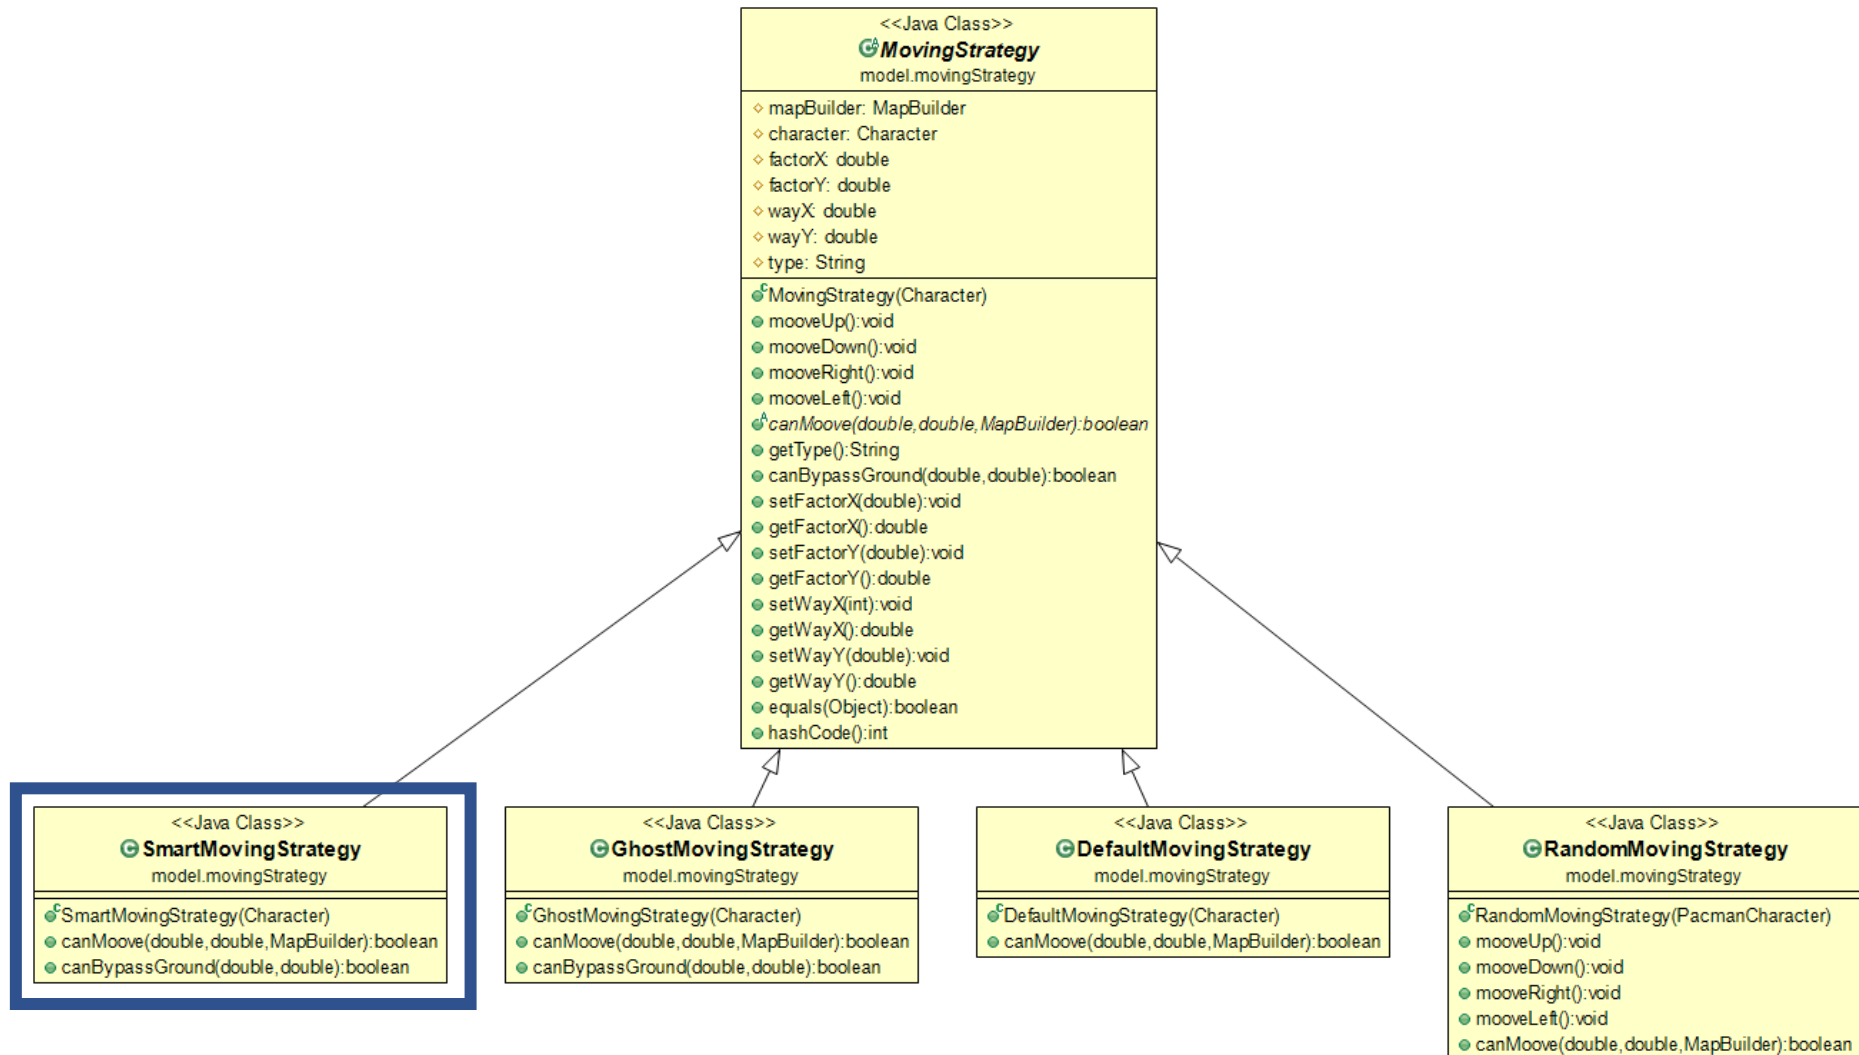 <<Java Class>>
MovingStrategy
model.movingStrategy
mapBuilder: MapBuilder
character: Character
factorX: double
factorY: double
wayX: double
wayY: double
type: String
MovingStrategy(Character)
mooveUp():void
mooveDown():void
mooveRight():void
mooveLeft():void
canMoove(double,double,MapBuilder):boolean
getType():String
canBypassGround(double,double):boolean
setFactorX(double):void
getFactorX():double
setFactorY(double):void
getFactorY():double
setWayX(int):void
getWayX():double
setWayY(double):void
getWayY():double
equals(Object):boolean
hashCode():int
<<Java Class>>
SmartMovingStrategy
model.movingStrategy
SmartMovingStrategy(Character)
canMoove(double,double,MapBuilder):boolean
canBypassGround(double,double):boolean
<<Java Class>>
GhostMovingStrategy
model.movingStrategy
GhostMovingStrategy(Character)
canMoove(double,double,MapBuilder):boolean
canBypassGround(double,double):boolean
<<Java Class>>
DefaultMovingStrategy
model.movingStrategy
DefaultMovingStrategy(Character)
canMoove(double,double,MapBuilder):boolean
<<Java Class>>
RandomMovingStrategy
model.movingStrategy
RandomMovingStrategy(PacmanCharacter)
mooveUp():void
mooveDown():void
mooveRight():void
mooveLeft():void
canMoove(double,double,MapBuilder):boolean